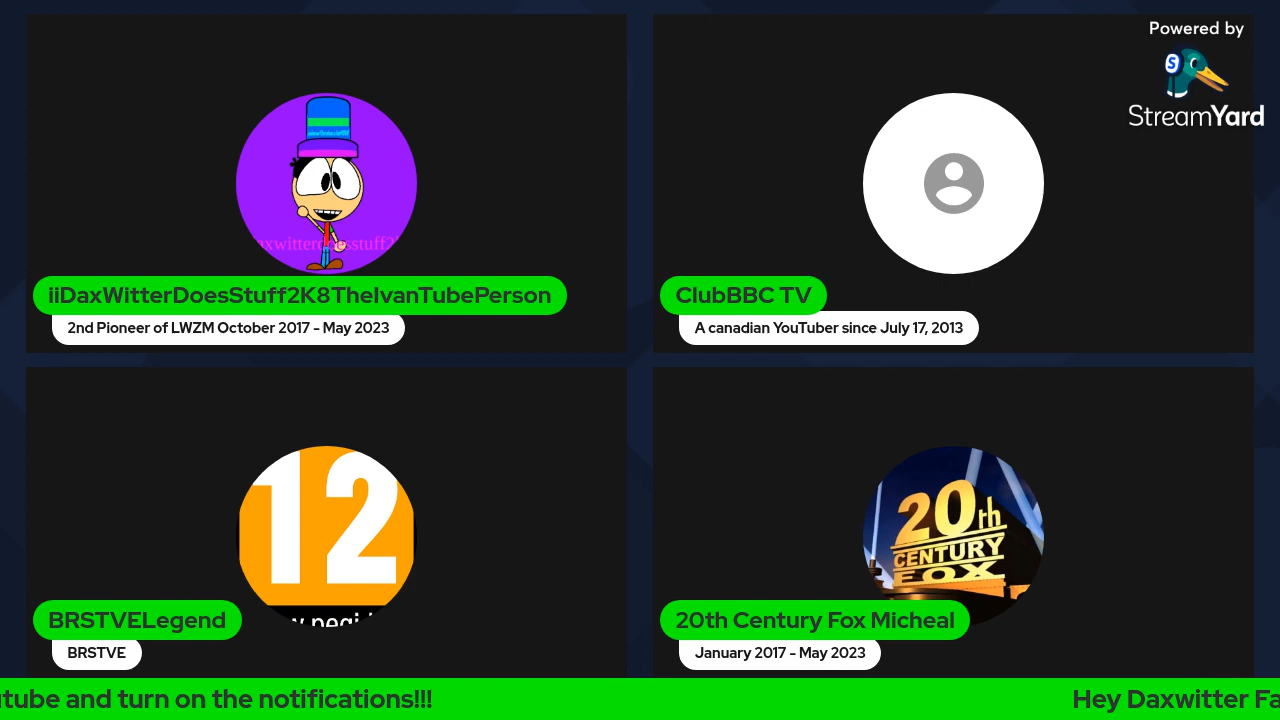 Powered by
StreamYard
iiDaxWitterDoesStuff2K8TheIvanTubePerson
2nd Pioneer of LWZM October 2017 - May 2023
ClubBBC TV
A canadian YouTuber since July 17, 2013
12
BRSTVELegend
BRSTVE
20th
CENTURY
FOX
20th Century Fox Micheal
January 2017 - May 2023
and turn on the notifications!!!
Hey Daxwitter